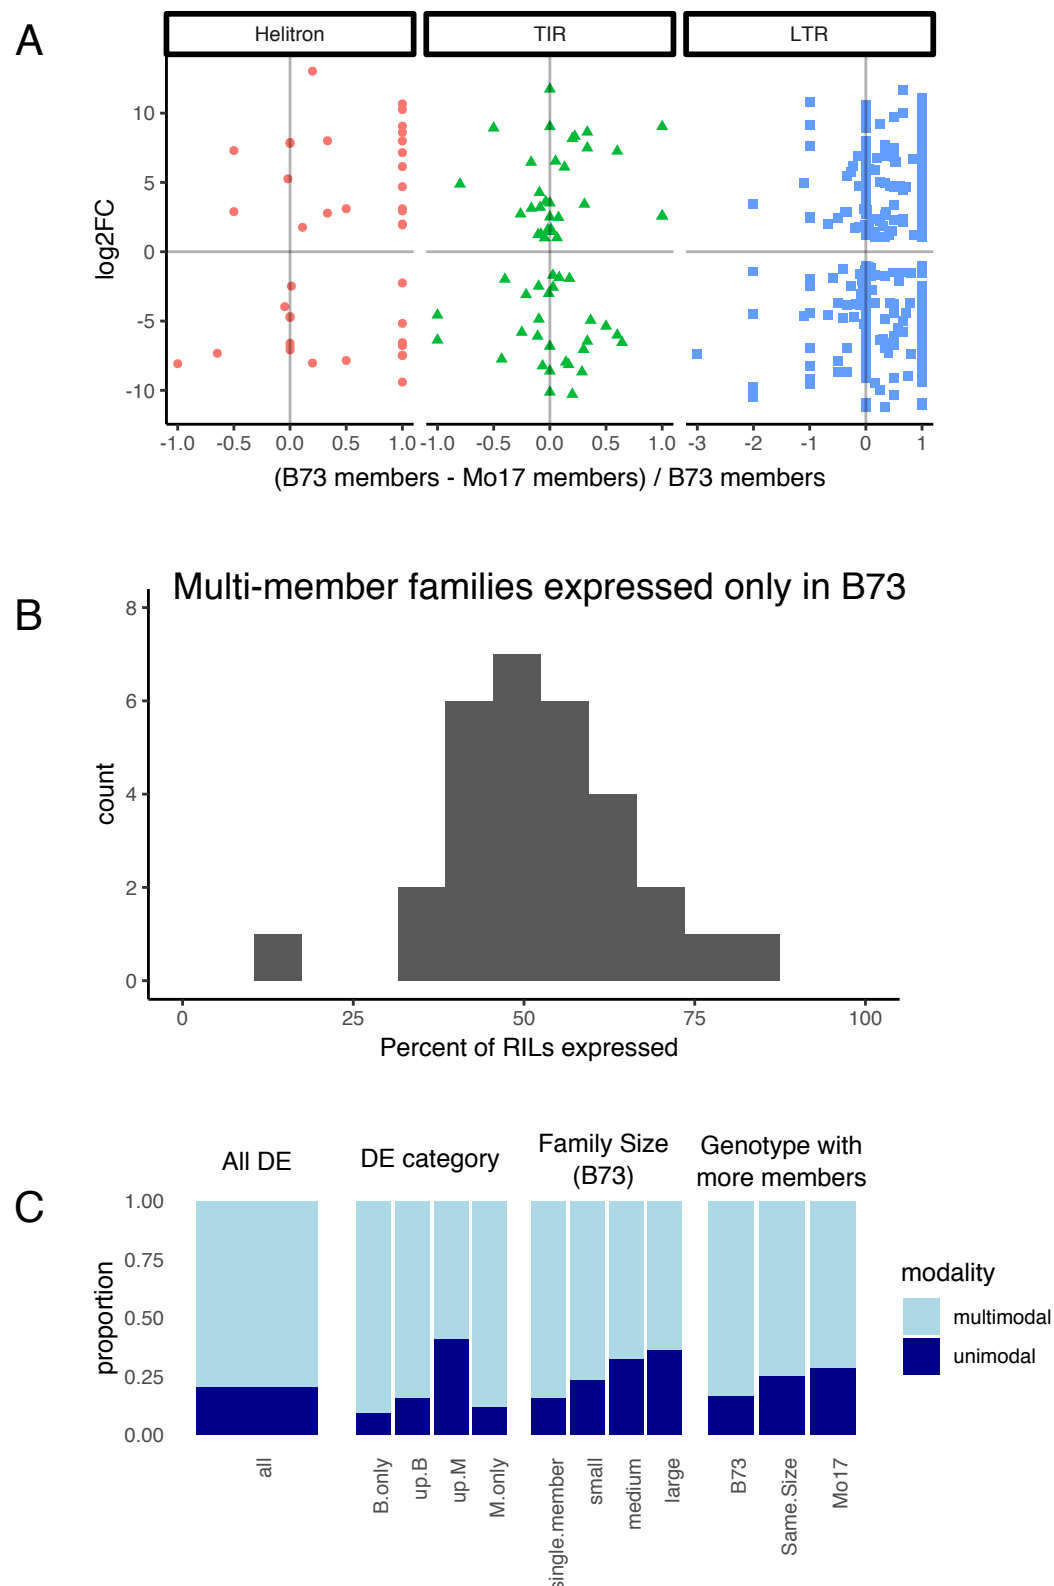 A
Helitron TIR LTR
log2FC
10
5
0
-5
-10
-1.0 -0.5 0.0 0.5 1.0 -1.0 -0.5 0.0 0.5 1.0 -3 -2 -1 0 1
(B73 members - Mo17 members) / B73 members
B
Multi-member families expressed only in B73
count
8
6
4
2
0
0 25 50 75 100
Percent of RILs expressed
C
All DE
DE category
Family Size
(B73)
Genotype with
more members
proportion
1.00
0.75
0.50
0.25
0.00
all
B.only
up.B
up.M
M.only
single.member
small
medium
large
B73
Same.Size
Mo17
modality
multimodal
unimodal